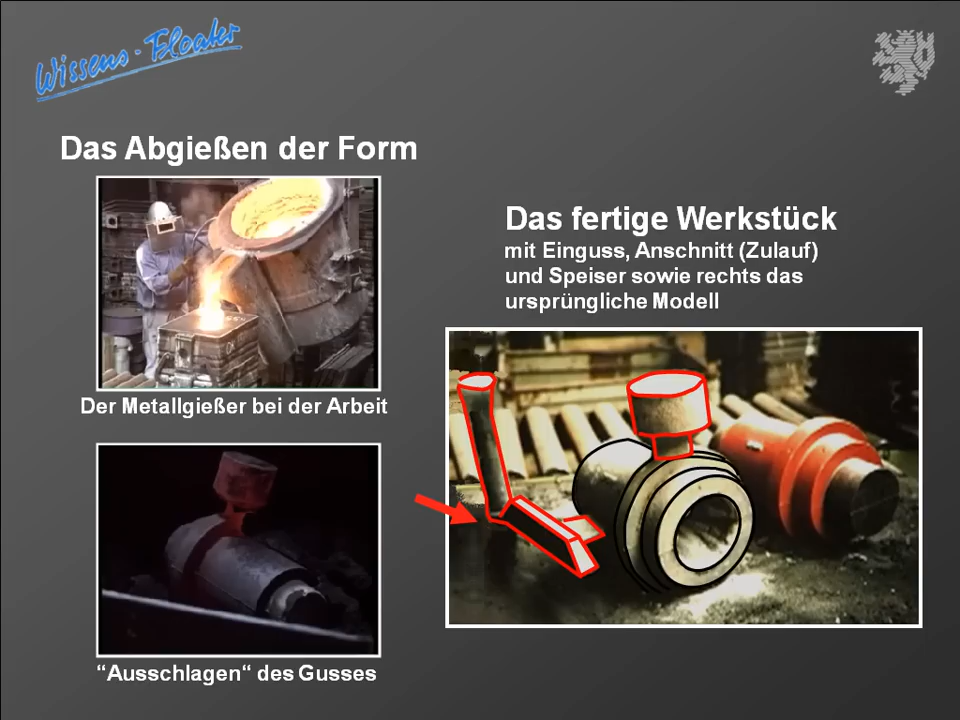 Wissens-Floater
Das Abgießen der Form
Der Metallgießer bei der Arbeit
“Ausschlagen“ des Gusses
Das fertige Werkstück
mit Einguss, Anschnitt (Zulauf)
und Speiser sowie rechts das
ursprüngliche Modell